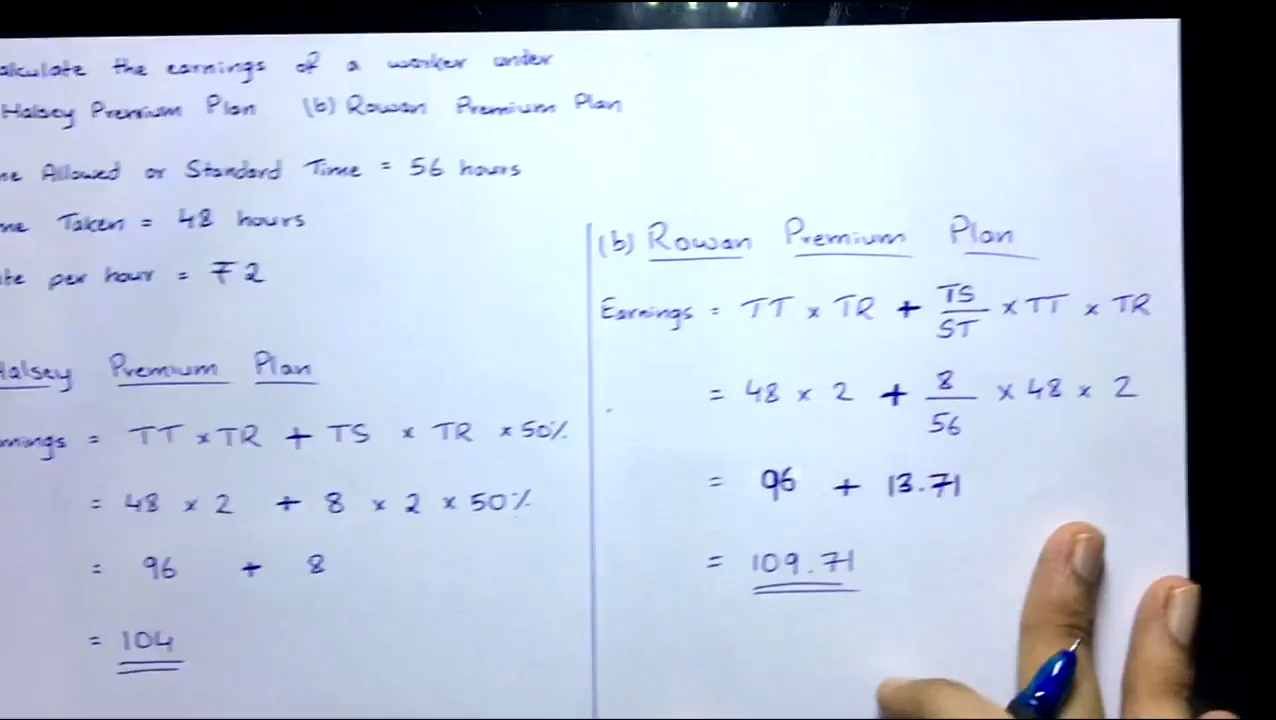 alculate the earnings of a worker under
Halsey Premium Plan (b) Rowan Premium Plan
me Allowed or Standard Time = 56 hours
me Taken = 48 hours
ate per hour = ₹2
Halsey Premium Plan
rnings = TT × TR + TS × TR × 50%
= 48 × 2 + 8 × 2 × 50%
= 96 + 8
= 104
(b) Rowan Premium Plan
Earnings = TT × TR + TS/ST × TT × TR
= 48 × 2 + 8/56 × 48 × 2
= 96 + 13.71
= 109.71